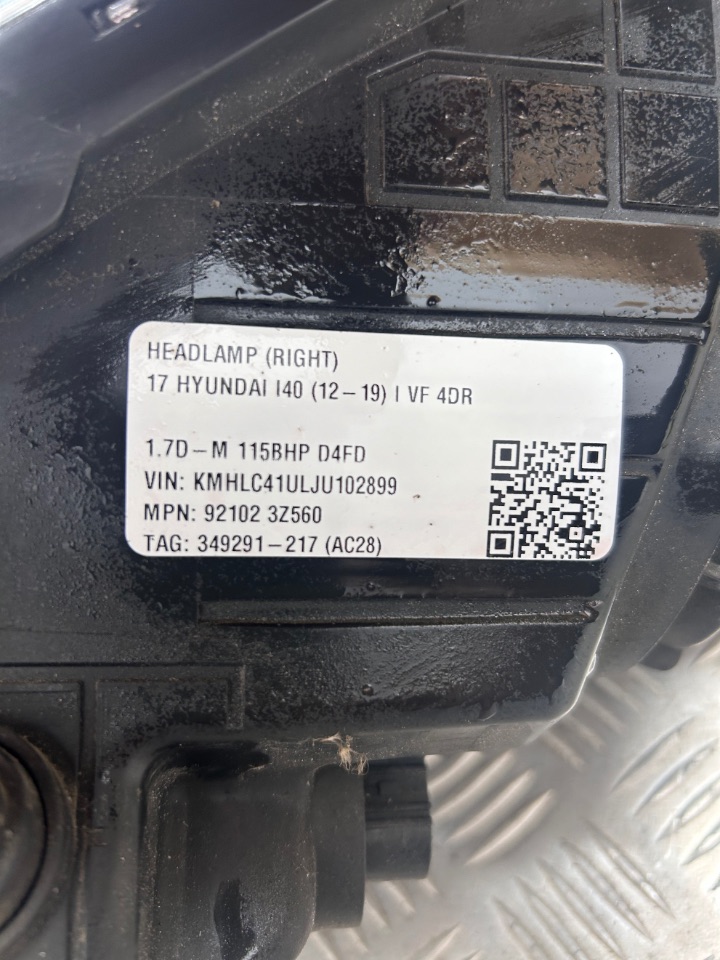 HEADLAMP (RIGHT)
17 HYUNDAI I40 (12-19) I VF 4DR
1.7D-M 115BHP D4FD
VIN: KMHLC41ULJU102899
MPN: 92102 3Z560
TAG: 349291-217 (AC28)